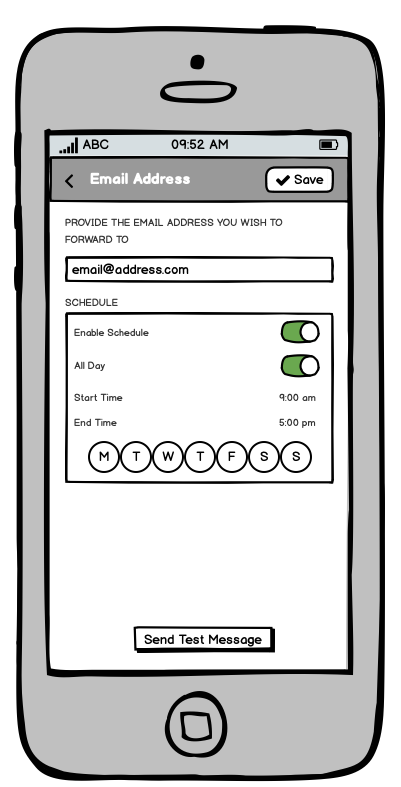 ABC 09:52 AM
Email Address Save
PROVIDE THE EMAIL ADDRESS YOU WISH TO
FORWARD TO
email@address.com
SCHEDULE
Enable Schedule
All Day
Start Time 9:00 am
End Time 5:00 pm
M T W T F S S
Send Test Message